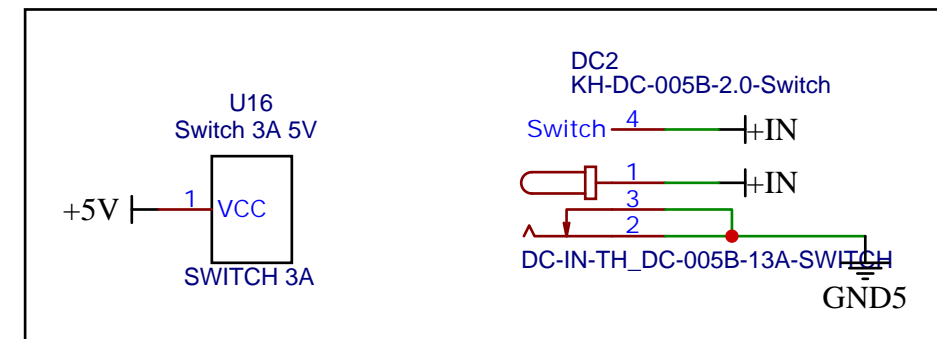 U16
Switch 3A 5V
+5V
1
VCC
SWITCH 3A
DC2
KH-DC-005B-2.0-Switch
Switch
4
+IN
1
+IN
3
2
DC-IN-TH_DC-005B-13A-SWITCH
GND5